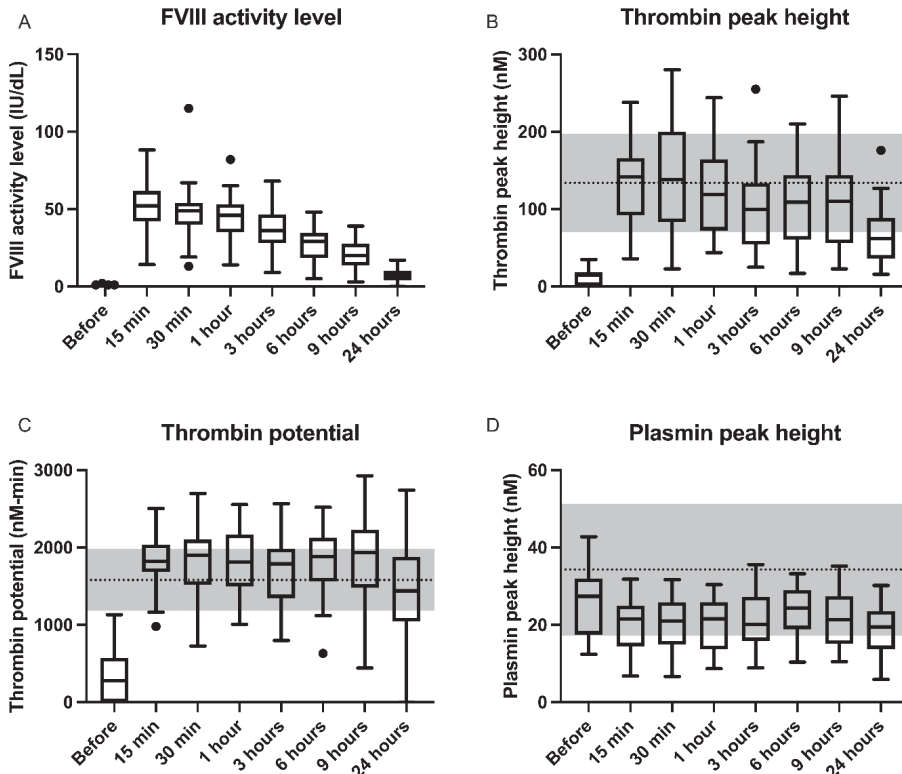 A
FVIII activity level
FVIII activity level (IU/dL)
150
100
50
0
Before
15 min
30 min
1 hour
3 hours
6 hours
9 hours
24 hours
B
Thrombin peak height
Thrombin peak height (nM)
300
200
100
0
Before
15 min
30 min
1 hour
3 hours
6 hours
9 hours
24 hours
C
Thrombin potential
Thrombin potential (nM-min)
3000
2000
1000
0
Before
15 min
30 min
1 hour
3 hours
6 hours
9 hours
24 hours
D
Plasmin peak height
Plasmin peak height (nM)
60
40
20
0
Before
15 min
30 min
1 hour
3 hours
6 hours
9 hours
24 hours